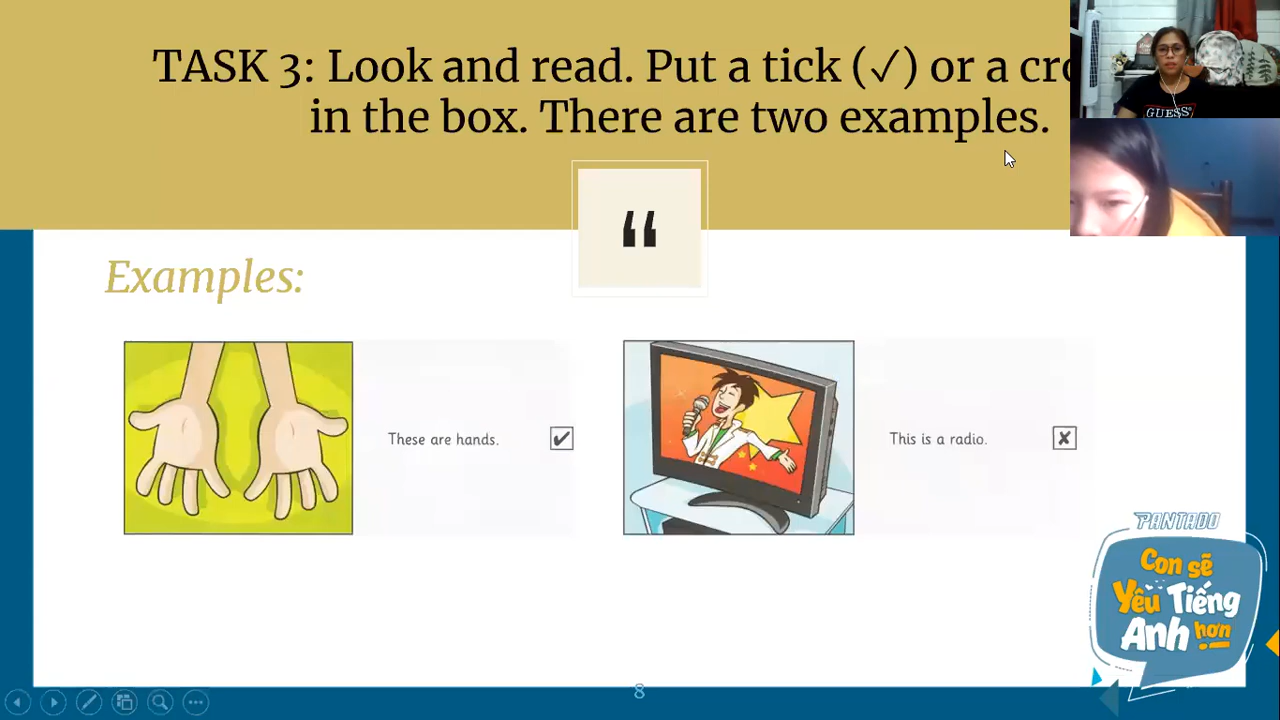 TASK 3: Look and read. Put a tick (✓) or a
in the box. There are two examples.
GUESS
“
Examples:
These are hands. ✔
This is a radio. ✘
PANTADO
Con sẽ
Yêu Tiếng
Anh hơn
8